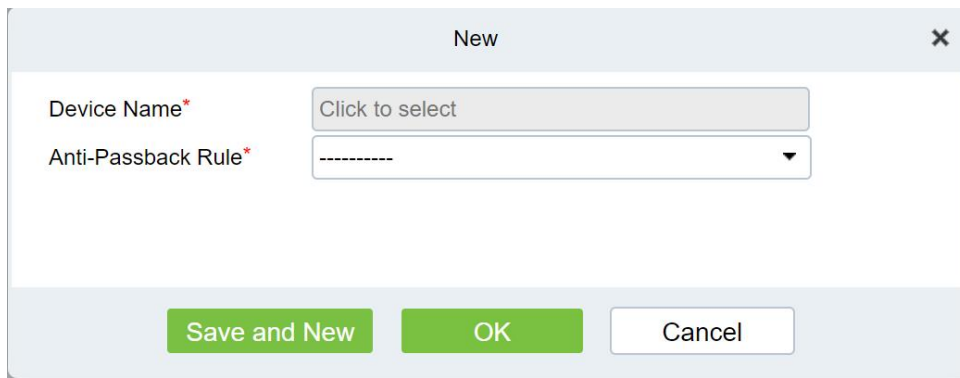 New
Device Name*
Click to select
Anti-Passback Rule*
----------
Save and New
OK
Cancel